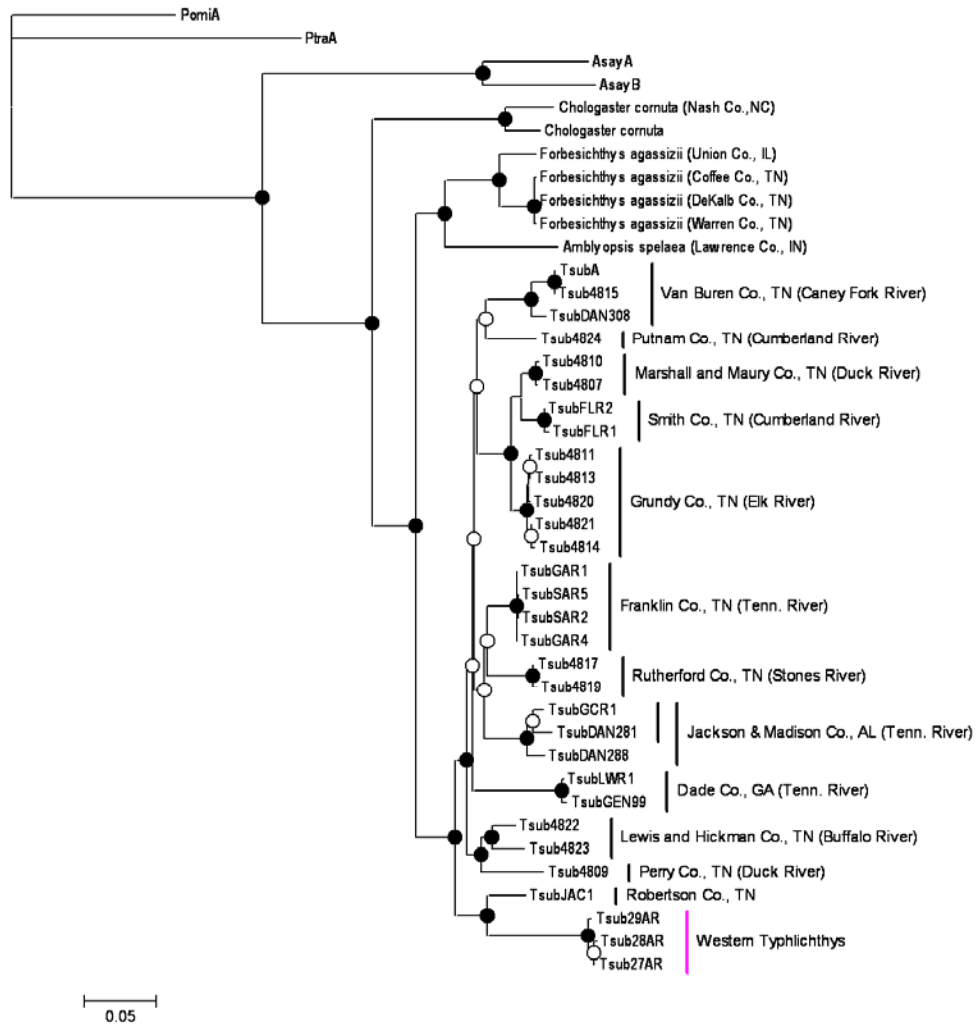 PomiA
PtraA
AsayA
AsayB
Chologaster cornuta (Nash Co.,NC)
Chologaster cornuta
Forbesichthys agassizii (Union Co., IL)
Forbesichthys agassizii (Coffee Co., TN)
Forbesichthys agassizii (DeKalb Co., TN)
Forbesichthys agassizii (Warren Co., TN)
Amblyopsis spelaea (Lawrence Co., IN)
TsubA
Tsub4815
Van Buren Co., TN (Caney Fork River)
TsubDAN308
Tsub4824
Putnam Co., TN (Cumberland River)
Tsub4810
Marshall and Maury Co., TN (Duck River)
Tsub4807
TsubFLR2
Smith Co., TN (Cumberland River)
TsubFLR1
Tsub4811
Tsub4813
Tsub4820
Grundy Co., TN (Elk River)
Tsub4821
Tsub4814
TsubGAR1
TsubSAR5
Franklin Co., TN (Tenn. River)
TsubSAR2
TsubGAR4
Tsub4817
Rutherford Co., TN (Stones River)
Tsub4819
TsubGCR1
TsubDAN281
Jackson & Madison Co., AL (Tenn. River)
TsubDAN288
TsubLWR1
Dade Co., GA (Tenn. River)
TsubGEN99
Tsub4822
Lewis and Hickman Co., TN (Buffalo River)
Tsub4823
Tsub4809
Perry Co., TN (Duck River)
TsubJAC1
Robertson Co., TN
Tsub29AR
Tsub28AR
Western Typhlichthys
Tsub27AR
0.05